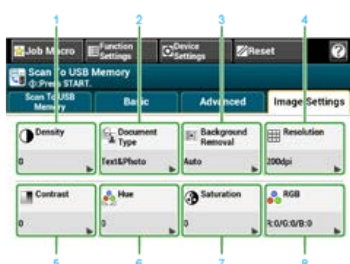 1 2 3 4
Job Macro Function Settings Device Settings Reset ?
Scan To USB Memory
Press START.
Scan To USB Memory Basic Advanced Image Settings
Density Document Type Background Removal Resolution
0 Text&Photo Auto 200dpi
Contrast Hue Saturation RGB
0 0 0 R:0/G:0/B:0
5 6 7 8